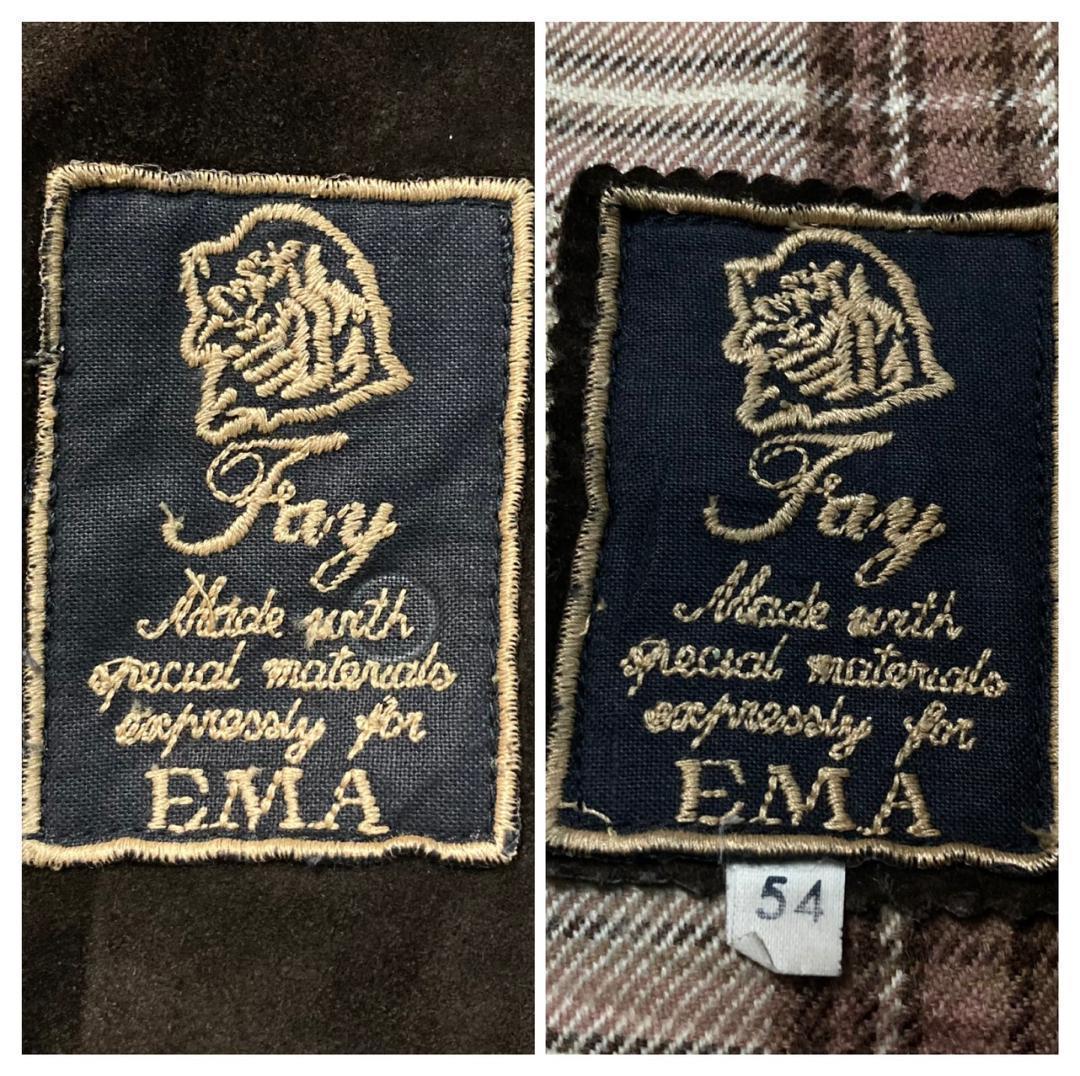 Fay
Made with
special materials
expressly for
EMA
Fay
Made with
special materials
expressly for
EMA
54